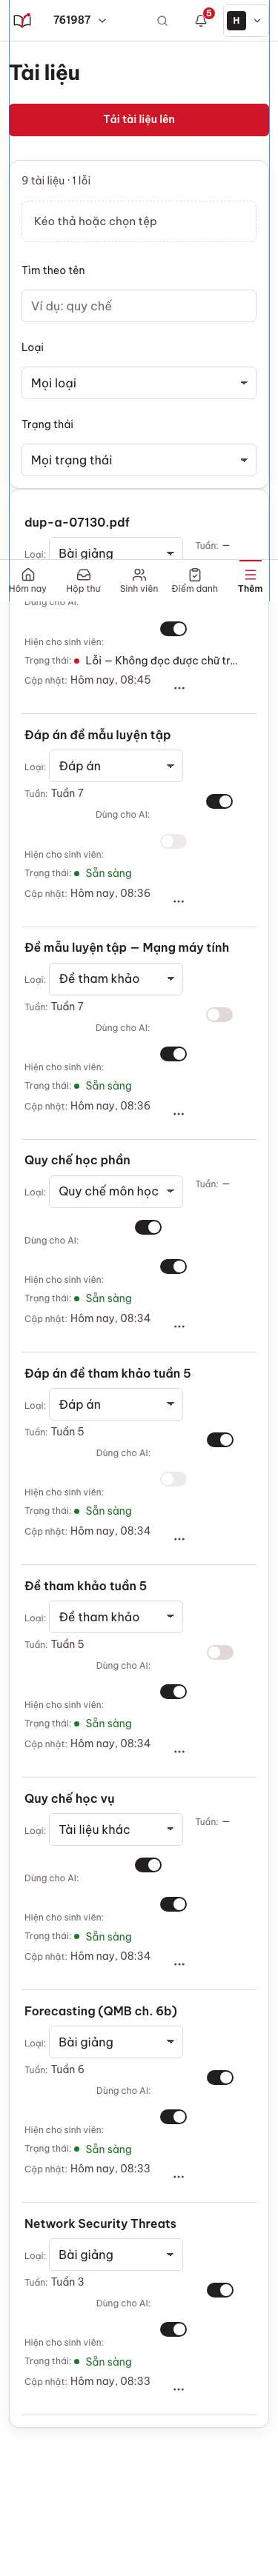 761987
5
H
Tài liệu
Tải tài liệu lên
9 tài liệu · 1 lỗi
Kéo thả hoặc chọn tệp
Tìm theo tên
Ví dụ: quy chế
Loại
Mọi loại
Trạng thái
Mọi trạng thái
dup-a-07130.pdf
Loại: Bài giảng
Tuần: —
Hôm nay
Hộp thư
Sinh viên
Điểm danh
Thêm
Dùng cho AI:
Hiện cho sinh viên:
Trạng thái: Lỗi — Không đọc được chữ tr...
Cập nhật: Hôm nay, 08:45
Đáp án đề mẫu luyện tập
Loại: Đáp án
Tuần: Tuần 7
Dùng cho AI:
Hiện cho sinh viên:
Trạng thái: Sẵn sàng
Cập nhật: Hôm nay, 08:36
Đề mẫu luyện tập — Mạng máy tính
Loại: Đề tham khảo
Tuần: Tuần 7
Dùng cho AI:
Hiện cho sinh viên:
Trạng thái: Sẵn sàng
Cập nhật: Hôm nay, 08:36
Quy chế học phần
Loại: Quy chế môn học
Tuần: —
Dùng cho AI:
Hiện cho sinh viên:
Trạng thái: Sẵn sàng
Cập nhật: Hôm nay, 08:34
Đáp án đề tham khảo tuần 5
Loại: Đáp án
Tuần: Tuần 5
Dùng cho AI:
Hiện cho sinh viên:
Trạng thái: Sẵn sàng
Cập nhật: Hôm nay, 08:34
Đề tham khảo tuần 5
Loại: Đề tham khảo
Tuần: Tuần 5
Dùng cho AI:
Hiện cho sinh viên:
Trạng thái: Sẵn sàng
Cập nhật: Hôm nay, 08:34
Quy chế học vụ
Loại: Tài liệu khác
Tuần: —
Dùng cho AI:
Hiện cho sinh viên:
Trạng thái: Sẵn sàng
Cập nhật: Hôm nay, 08:34
Forecasting (QMB ch. 6b)
Loại: Bài giảng
Tuần: Tuần 6
Dùng cho AI:
Hiện cho sinh viên:
Trạng thái: Sẵn sàng
Cập nhật: Hôm nay, 08:33
Network Security Threats
Loại: Bài giảng
Tuần: Tuần 3
Dùng cho AI:
Hiện cho sinh viên:
Trạng thái: Sẵn sàng
Cập nhật: Hôm nay, 08:33